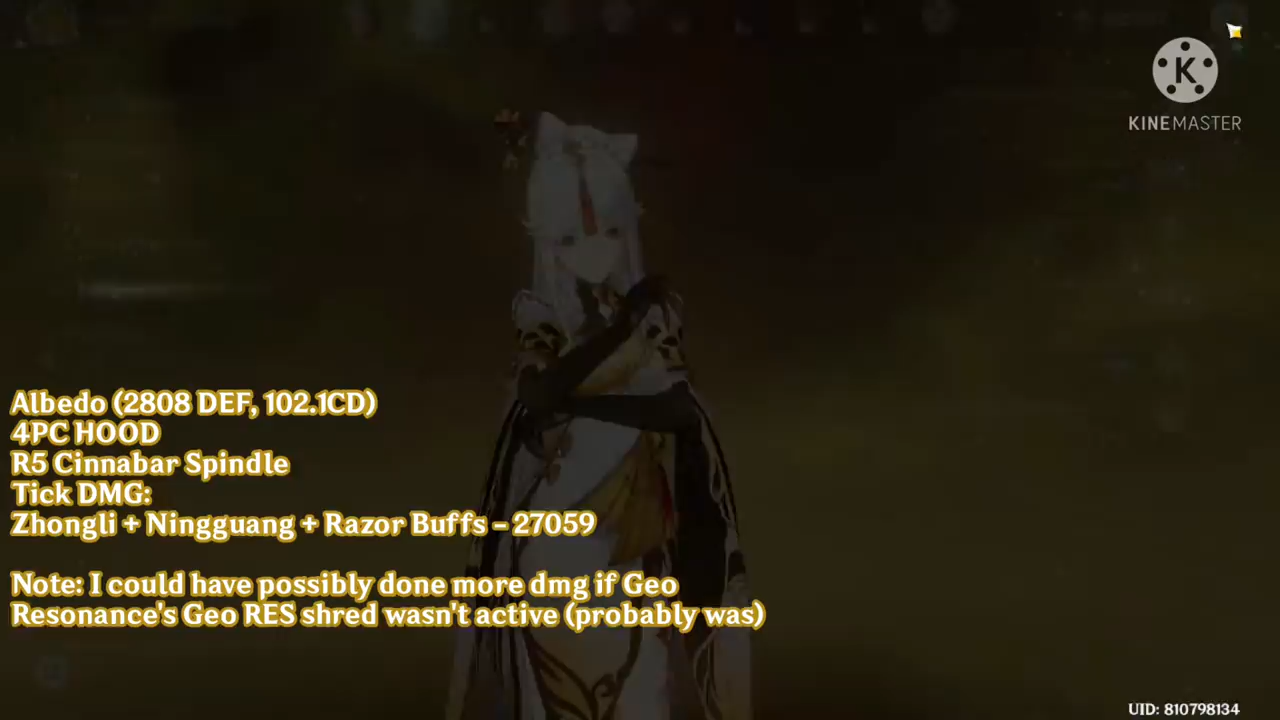 K
KINEMASTER
Albedo (2808 DEF, 102.1CD)
4PC HOOD
R5 Cinnabar Spindle
Tick DMG:
Zhongli + Ningguang + Razor Buffs - 27059
Note: I could have possibly done more dmg if Geo
Resonance's Geo RES shred wasn't active (probably was)
UID: 810798134